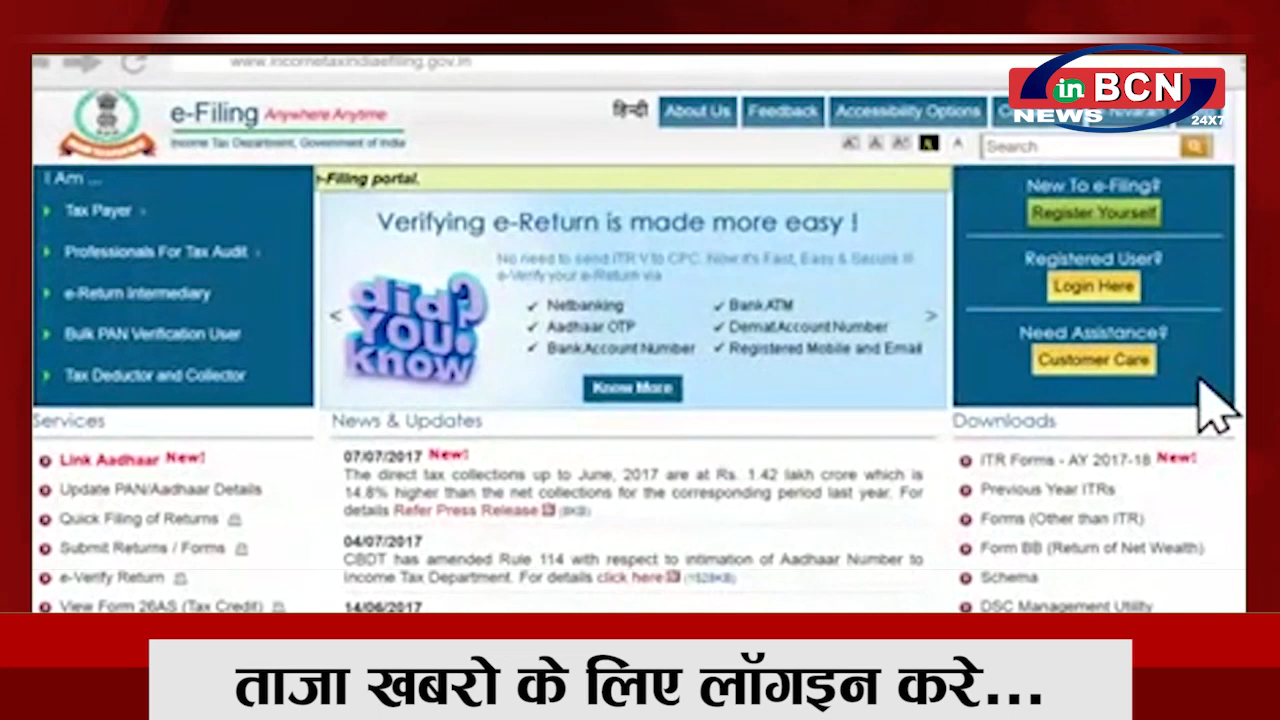 www.incometaxindiaefiling.gov.in
in BCN
NEWS 24X7
e-Filing Anywhere Anytime
Income Tax Department, Government of India
हिन्दी About Us Feedback Accessibility Options
Search
I Am ...
Tax Payer
Professionals For Tax Audit
e-Return Intermediary
Bulk PAN Verification User
Tax Deductor and Collector
e-Filing portal.
Verifying e-Return is made more easy !
No need to send ITR V to CPC. Now it's Fast, Easy & Secure !!!
e-Verify your e-Return via
did
YOU
know?
✓ Netbanking ✓ Bank ATM
✓ Aadhaar OTP ✓ Demat Account Number
✓ Bank Account Number ✓ Registered Mobile and Email
< >
Know More
New To e-Filing?
Register Yourself
Registered User?
Login Here
Need Assistance?
Customer Care
Services
Link Aadhaar New!
Update PAN/Aadhaar Details
Quick Filing of Returns
Submit Returns / Forms
e-Verify Return
View Form 26AS (Tax Credit)
News & Updates
07/07/2017 New!
The direct tax collections up to June, 2017 are at Rs. 1.42 lakh crore which is
14.8% higher than the net collections for the corresponding period last year. For
details Refer Press Release
04/07/2017
CBDT has amended Rule 114 with respect to intimation of Aadhaar Number to
Income Tax Department. For details click here
14/06/2017
Downloads
ITR Forms - AY 2017-18 New!
Previous Year ITRs
Forms (Other than ITR)
Form BB (Return of Net Wealth)
Schema
DSC Management Utility
ताजा खबरो के लिए लॉगइन करे...